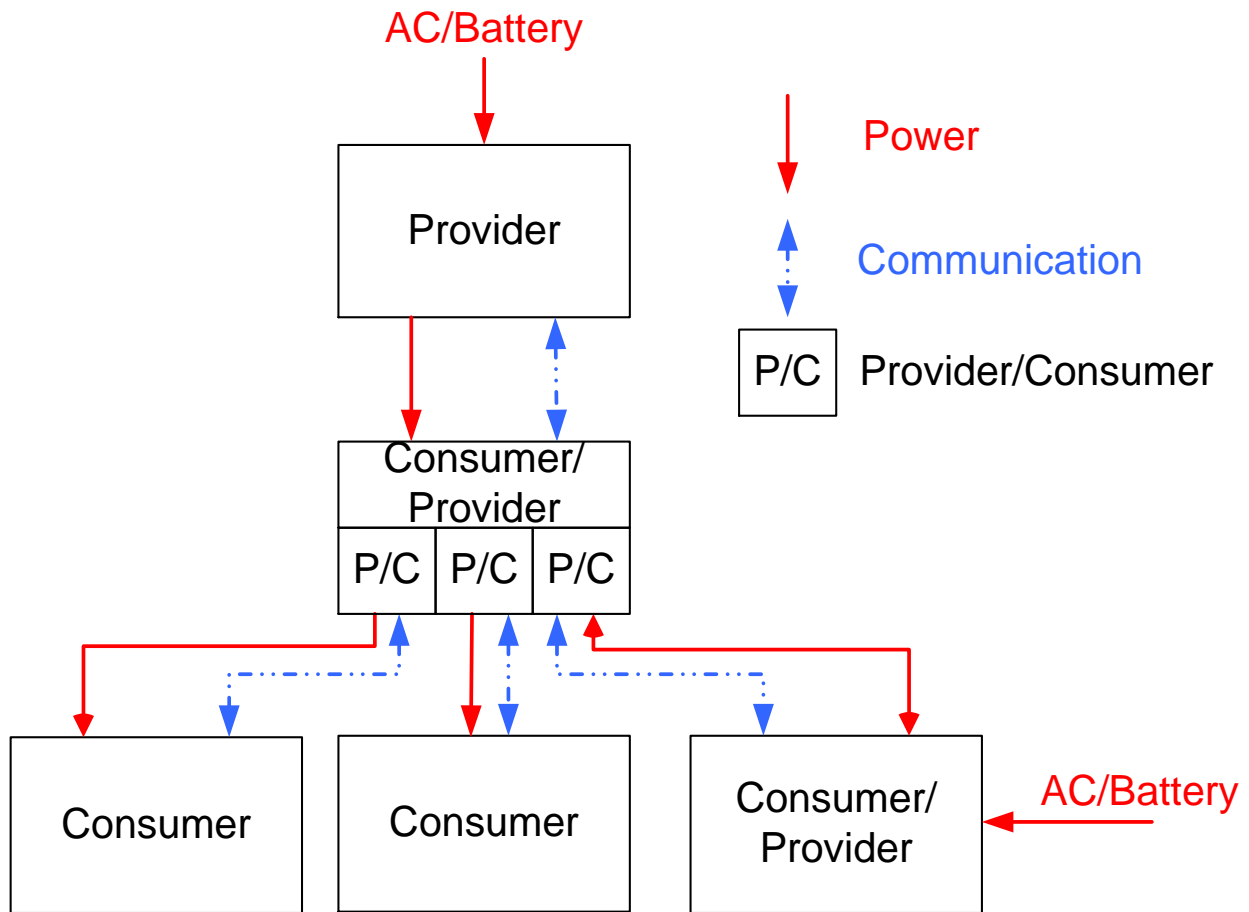 AC/Battery
Power
Provider
Communication
P/C
Provider/Consumer
Consumer/
Provider
P/C
P/C
P/C
Consumer
Consumer
Consumer/
Provider
AC/Battery